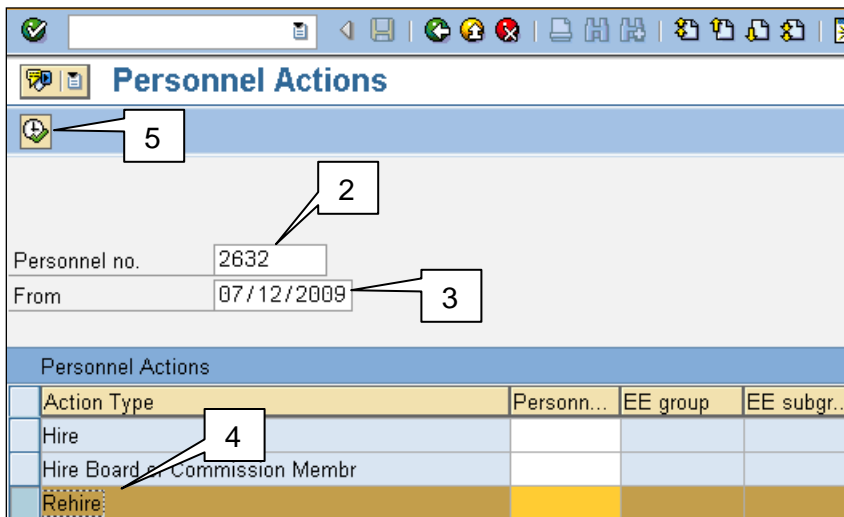 Personnel Actions
5
2
Personnel no. 2632
From 07/12/2009 3
Personnel Actions
Action Type Personn... EE group EE subgr..
Hire 4
Hire Board or Commission Membr
Rehire